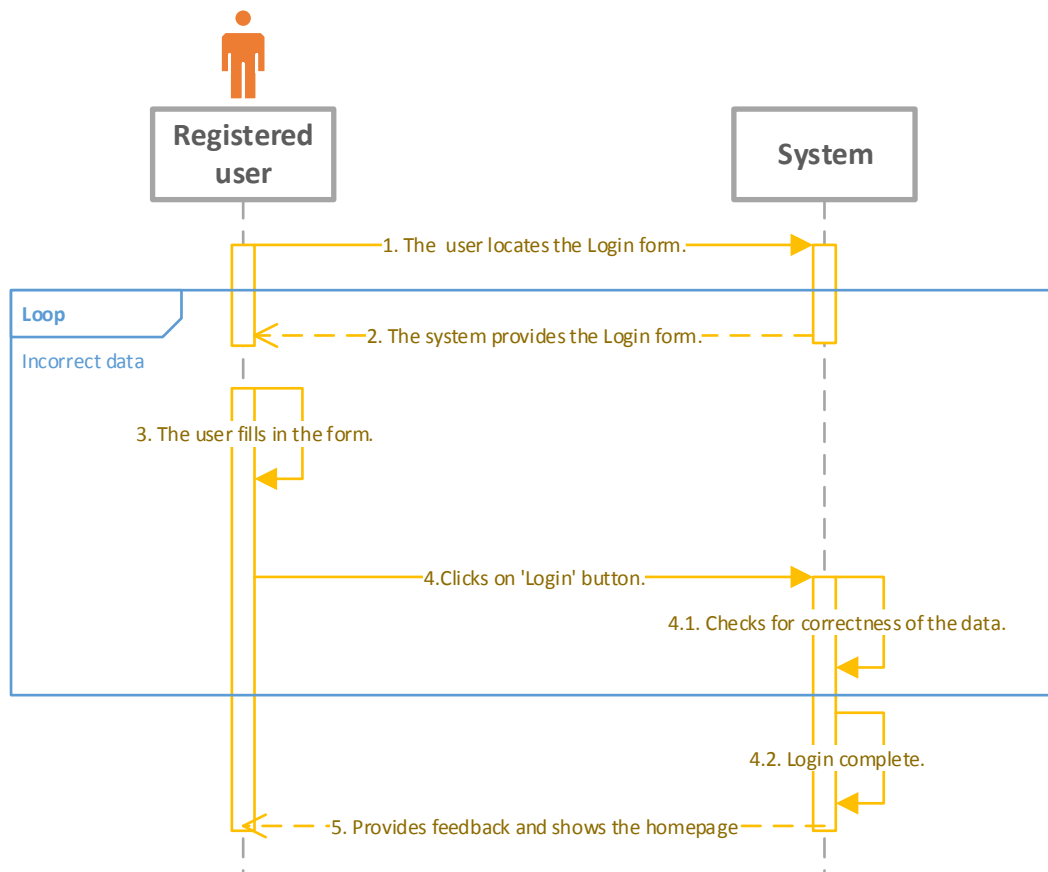 Registered
user
System
1. The  user locates the Login form.
Loop
2. The system provides the Login form.
Incorrect data
3. The user fills in the form.
4.Clicks on 'Login' button.
4.1. Checks for correctness of the data.
4.2. Login complete.
5. Provides feedback and shows the homepage